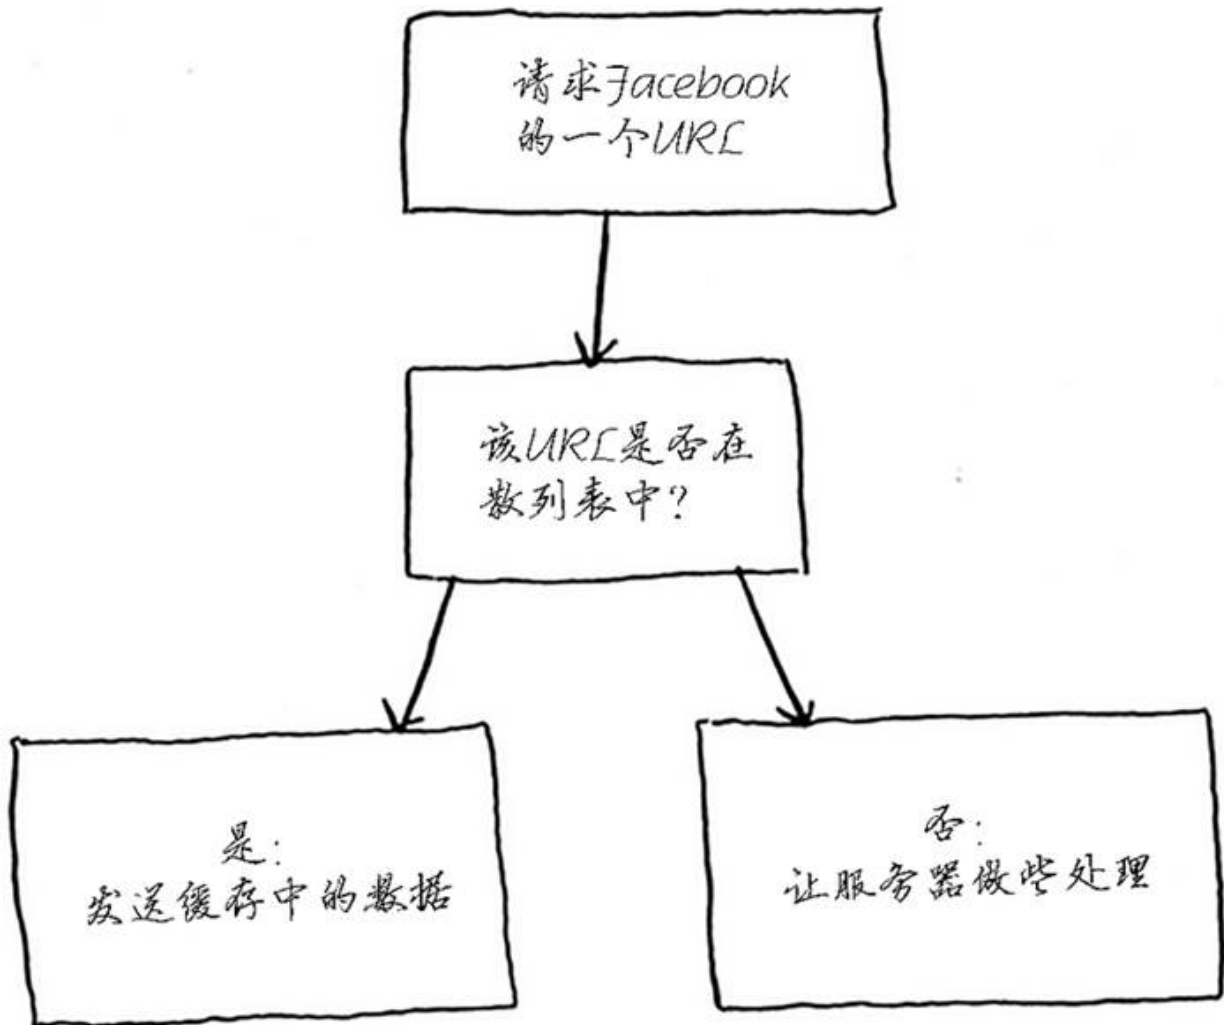 请求Facebook
的一个URL
该URL是否在
散列表中?
是:
发送缓存中的数据
否:
让服务器做些处理